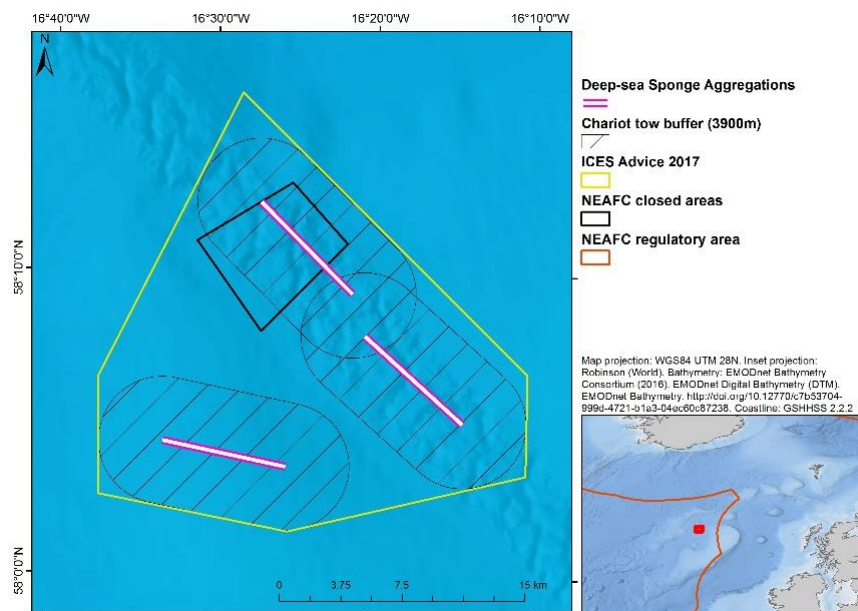 16°40'0"W
16°30'0"W
16°20'0"W
16°10'0"W
N
58°10'0"N
58°0'0"N
0
3.75
7.5
15 km
Deep-sea Sponge Aggregations
Chariot tow buffer (3900m)
ICES Advice 2017
NEAFC closed areas
NEAFC regulatory area
Map projection: WGS84 UTM 28N. Inset projection:
Robinson (World). Bathymetry: EMODnet Bathymetry
Consortium (2016). EMODnet Digital Bathymetry (DTM).
EMODnet Bathymetry. http://doi.org/10.12770/c7b53704-
999d-4721-b1a3-04ec60c87238. Coastline: GSHHSS 2.2.2